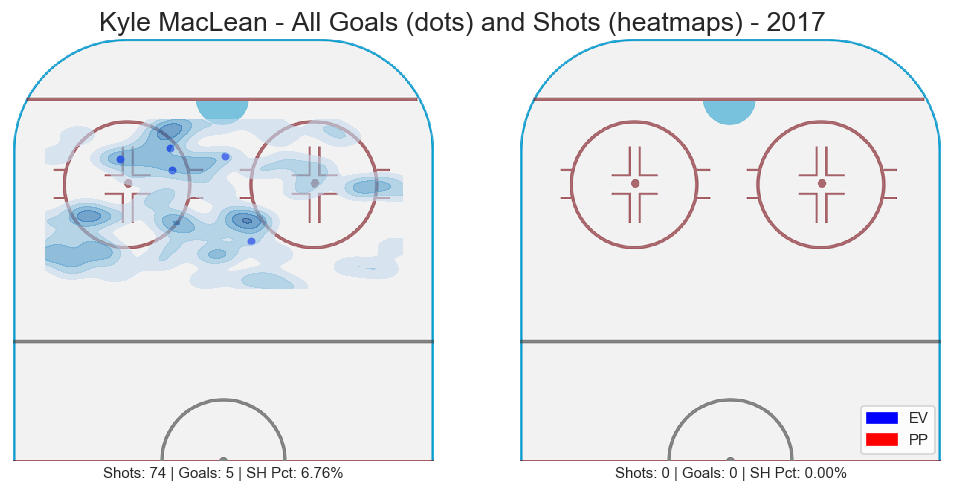 Kyle MacLean - All Goals (dots) and Shots (heatmaps) - 2017
EV
PP
Shots: 74 | Goals: 5 | SH Pct: 6.76%
Shots: 0 | Goals: 0 | SH Pct: 0.00%